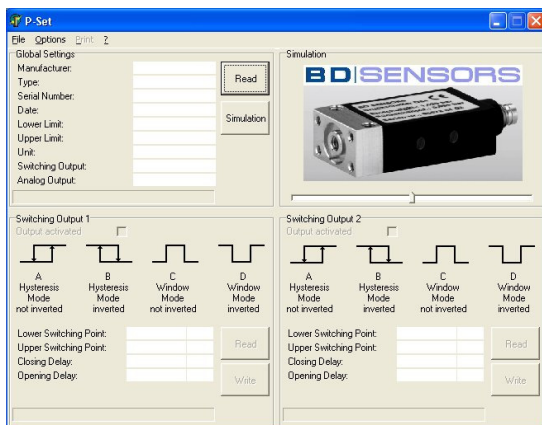 P-Set
File Options Print ?
Global Settings
Manufacturer:
Type:
Serial Number:
Date:
Lower Limit:
Upper Limit:
Unit:
Switching Output:
Analog Output:
Read
Simulation
Simulation
BD|SENSORS
Switching Output 1
Output activated
A B C D
Hysteresis Hysteresis Window Window
Mode Mode Mode Mode
not inverted inverted not inverted inverted
Lower Switching Point:
Upper Switching Point:
Closing Delay:
Opening Delay:
Read
Write
Switching Output 2
Output activated
A B C D
Hysteresis Hysteresis Window Window
Mode Mode Mode Mode
not inverted inverted not inverted inverted
Lower Switching Point:
Upper Switching Point:
Closing Delay:
Opening Delay:
Read
Write